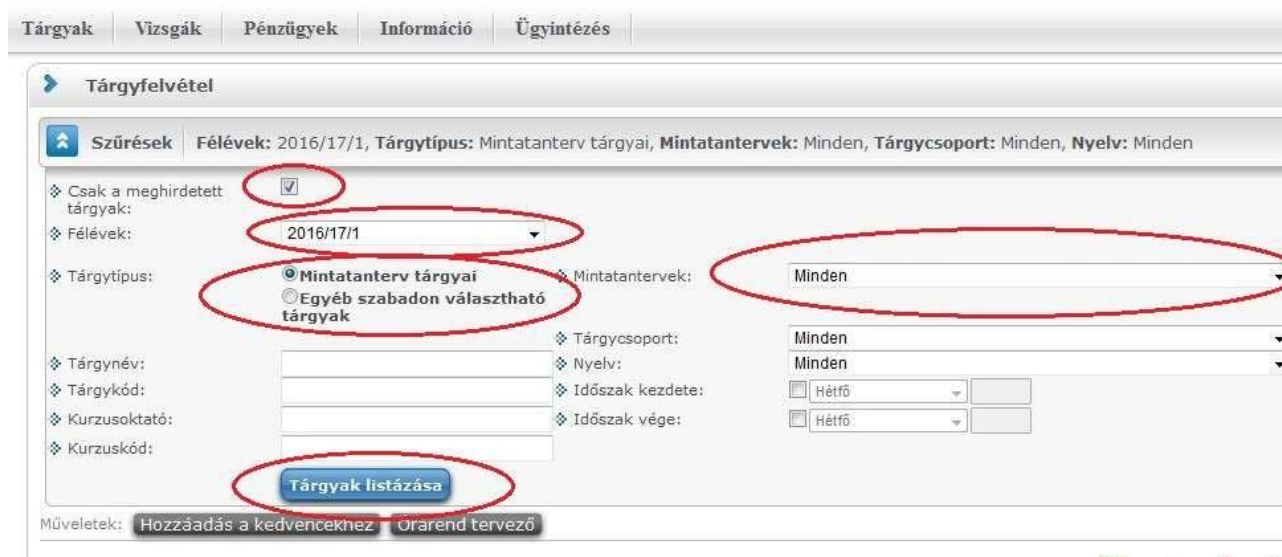 Tárgyak Vizsgák Pénzügyek Információ Ügyintézés
Tárgyfelvétel
Szűrések Félévek: 2016/17/1, Tárgytípus: Mintatanterv tárgyai, Mintatantervek: Minden, Tárgycsoport: Minden, Nyelv: Minden
Csak a meghirdetett
tárgyak:
Félévek: 2016/17/1
Tárgytípus: Mintatanterv tárgyai Mintatantervek: Minden
Egyéb szabadon választható
tárgyak
Tárgycsoport: Minden
Tárgynév: Nyelv: Minden
Tárgykód: Időszak kezdete: Hétfő
Kurzusoktató: Időszak vége: Hétfő
Kurzuskód:
Tárgyak listázása
Műveletek: Hozzáadás a kedvencekhez Órarend tervező